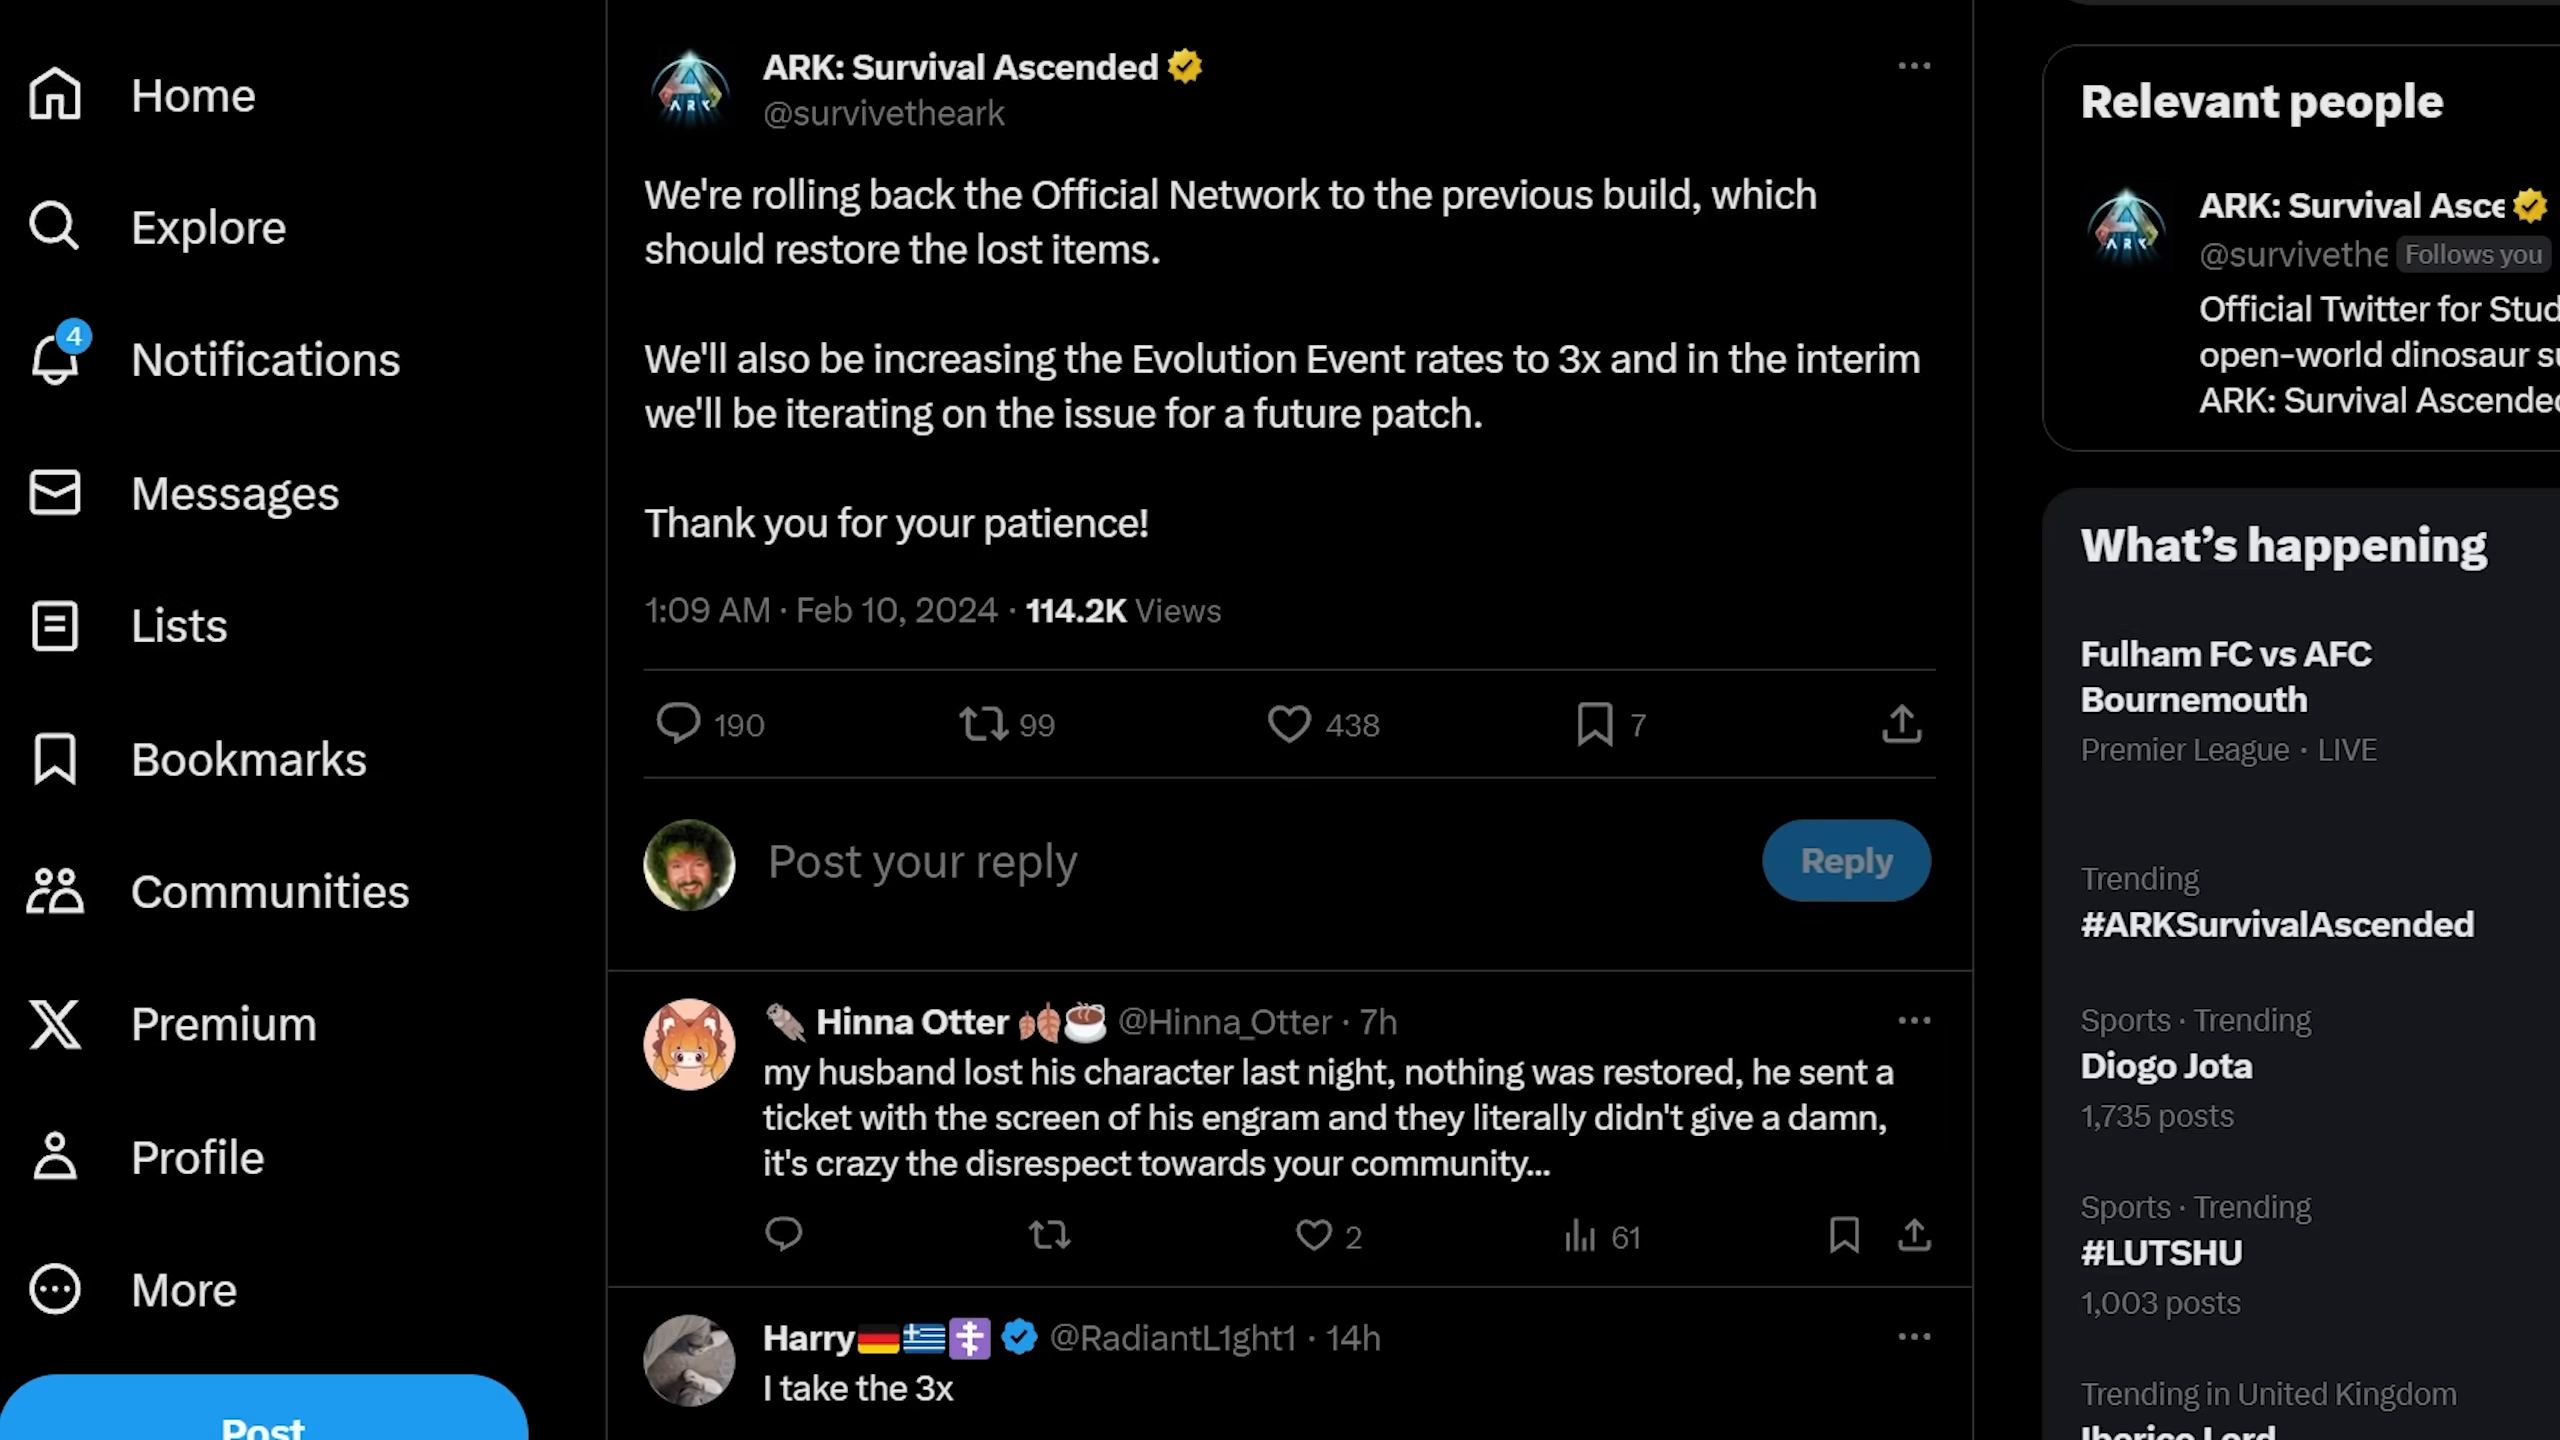 Home
Explore
4
Notifications
Messages
Lists
Bookmarks
Communities
Premium
Profile
More
Post
ARK: Survival Ascended
@survivetheark
We're rolling back the Official Network to the previous build, which
should restore the lost items.
We'll also be increasing the Evolution Event rates to 3x and in the interim
we'll be iterating on the issue for a future patch.
Thank you for your patience!
1:09 AM · Feb 10, 2024 · 114.2K Views
190 99 438 7
Post your reply
Reply
🦦 Hinna Otter 🍂☕ @Hinna_Otter · 7h
my husband lost his character last night, nothing was restored, he sent a
ticket with the screen of his engram and they literally didn't give a damn,
it's crazy the disrespect towards your community...
2 61
Harry🇩🇪🇬🇷☦️ @RadiantL1ght1 · 14h
I take the 3x
Relevant people
ARK: Survival Asce
@survivethe Follows you
Official Twitter for Stud
open-world dinosaur su
ARK: Survival Ascended
What's happening
Fulham FC vs AFC
Bournemouth
Premier League · LIVE
Trending
#ARKSurvivalAscended
Sports · Trending
Diogo Jota
1,735 posts
Sports · Trending
#LUTSHU
1,003 posts
Trending in United Kingdom
Iberico Lord